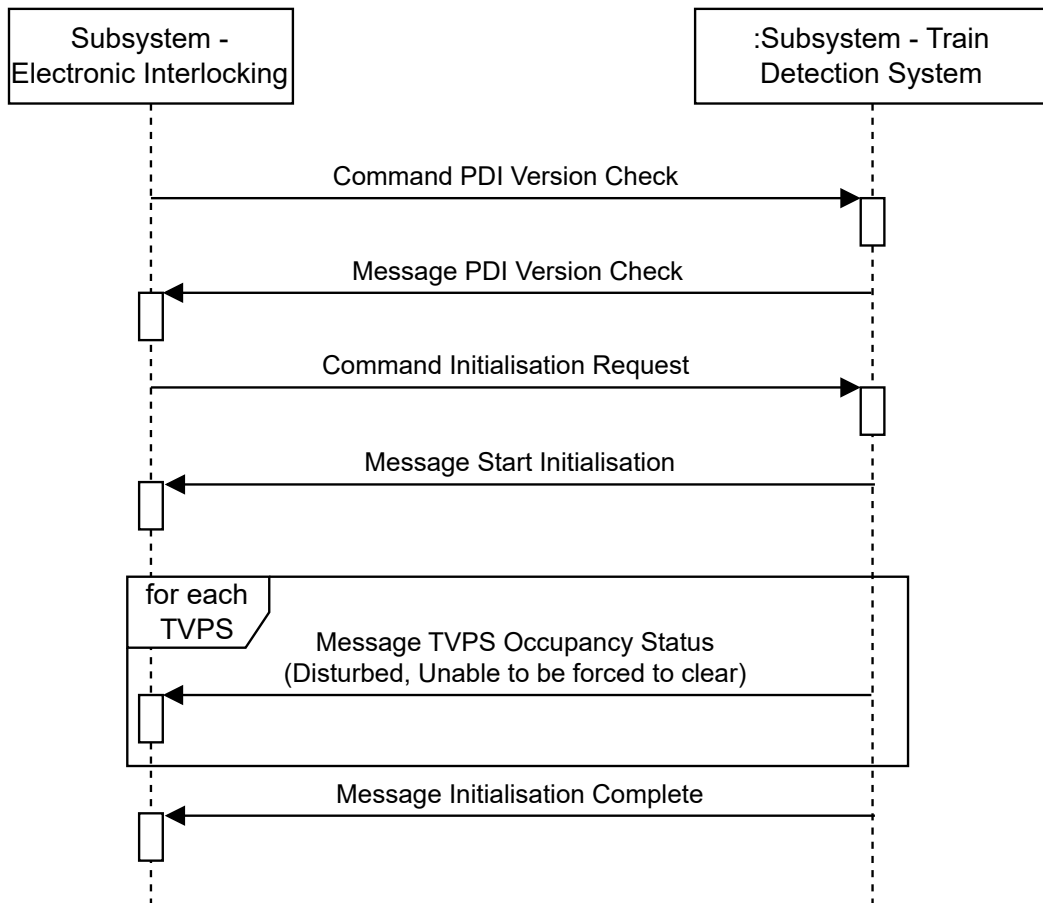 Subsystem -
Electronic Interlocking
:Subsystem - Train
Detection System
Command PDI Version Check
Message PDI Version Check
Command Initialisation Request
Message Start Initialisation
for each
TVPS
Message TVPS Occupancy Status
(Disturbed, Unable to be forced to clear)
Message Initialisation Complete